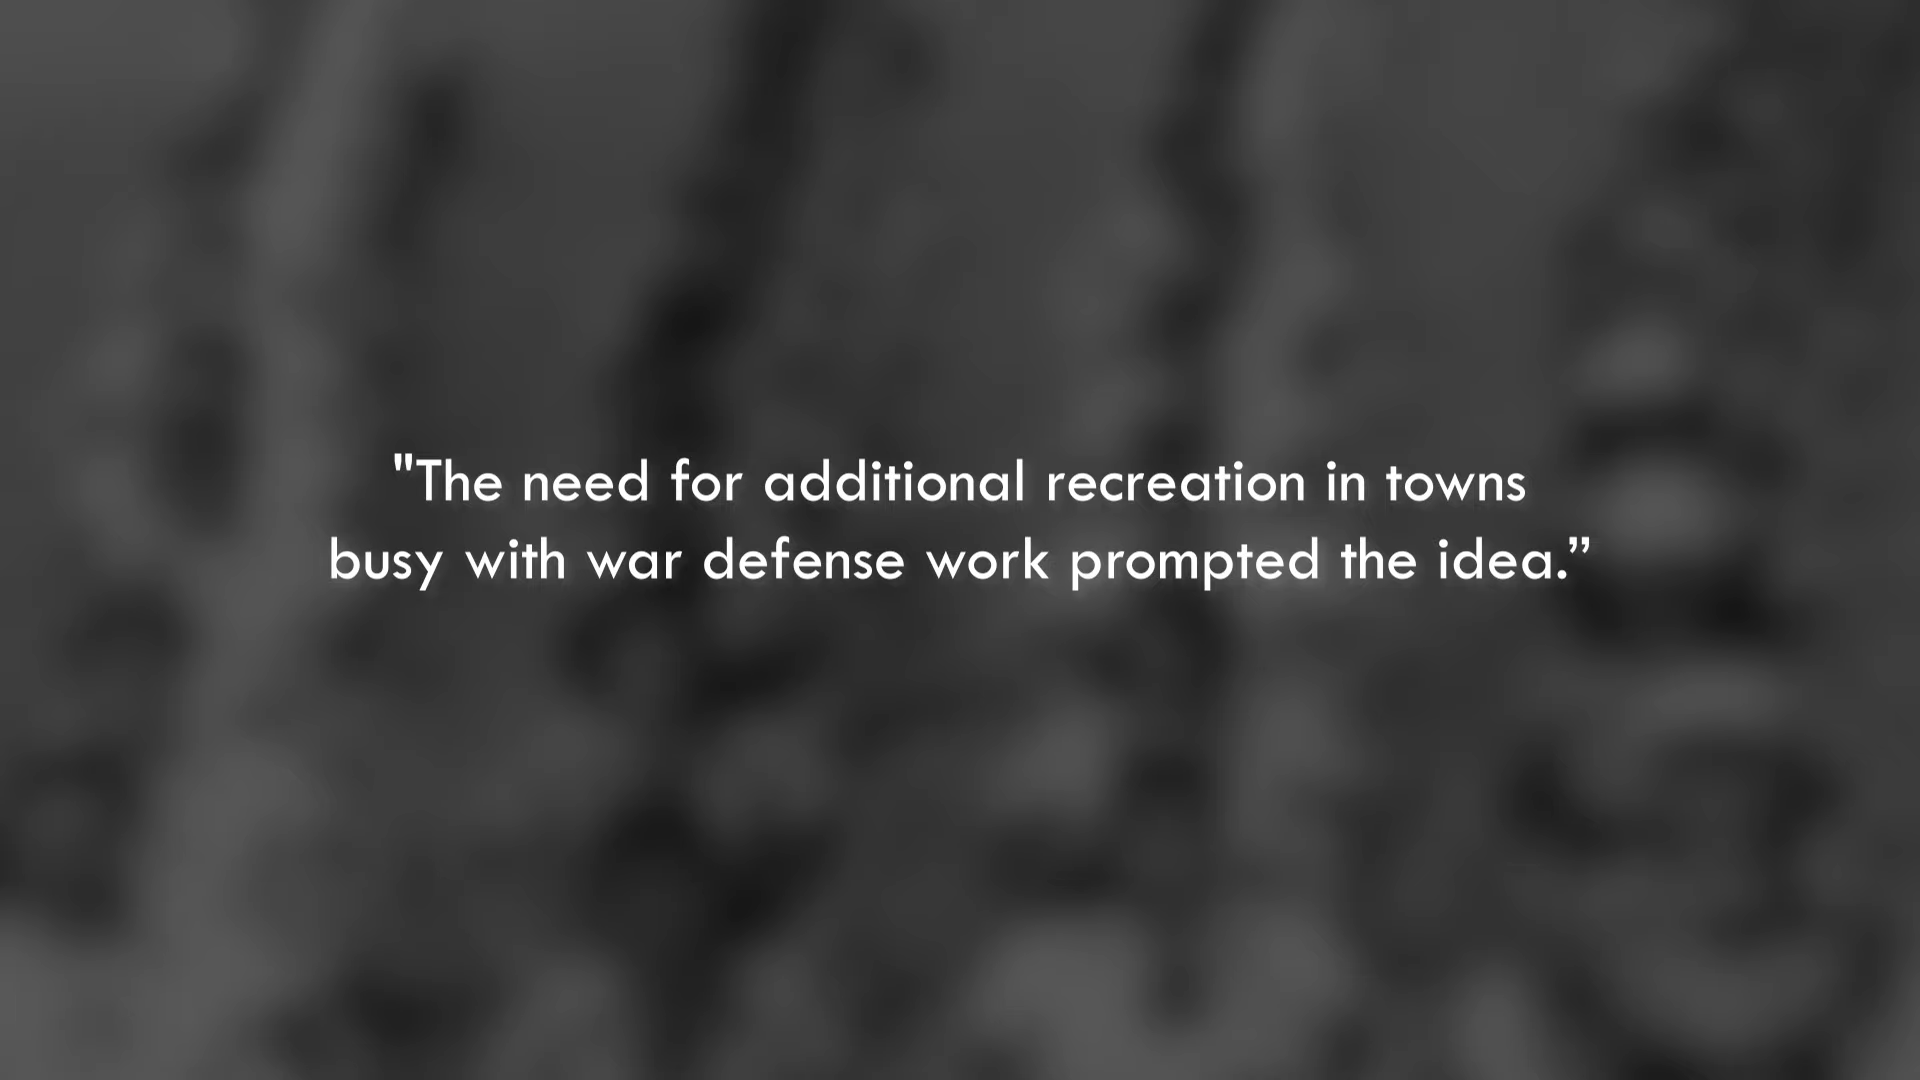 "The need for additional recreation in towns
busy with war defense work prompted the idea.”